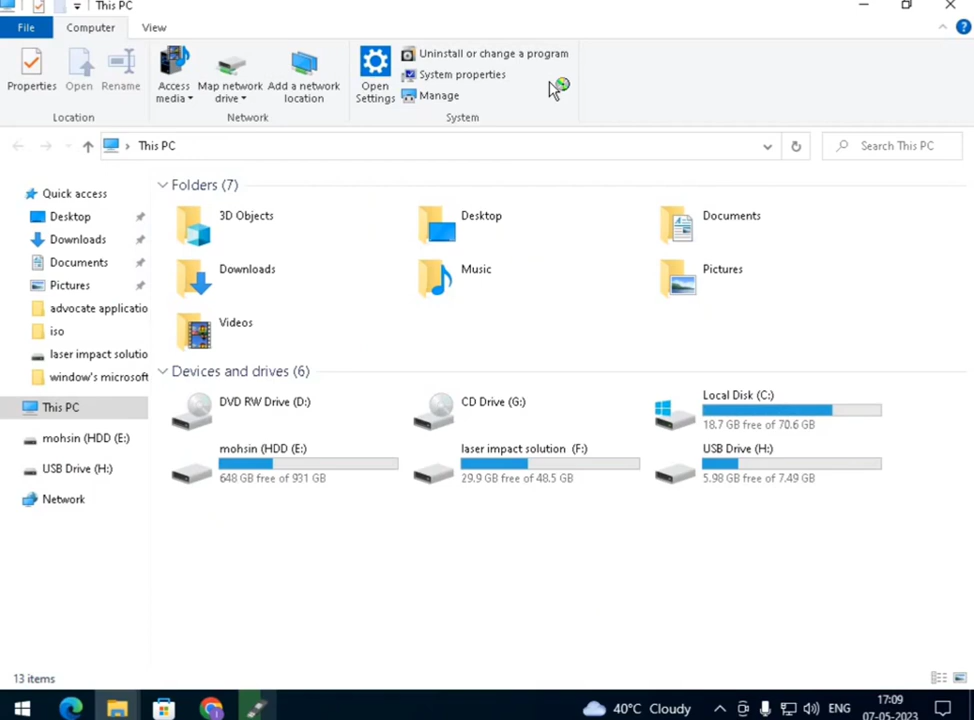 This PC
File
Computer
View
Properties
Open
Rename
Access media
Map network drive
Add a network location
Open Settings
Uninstall or change a program
System properties
Manage
Location
Network
System
This PC
Search This PC
Quick access
Desktop
Downloads
Documents
Pictures
advocate applicatio
iso
laser impact solutio
window's microsoft
This PC
mohsin (HDD (E:)
USB Drive (H:)
Network
Folders (7)
3D Objects
Desktop
Documents
Downloads
Music
Pictures
Videos
Devices and drives (6)
DVD RW Drive (D:)
CD Drive (G:)
Local Disk (C:)
18.7 GB free of 70.6 GB
mohsin (HDD (E:)
648 GB free of 931 GB
laser impact solution (F:)
29.9 GB free of 48.5 GB
USB Drive (H:)
5.98 GB free of 7.49 GB
13 items
40°C Cloudy
ENG
17:09
07-05-2023